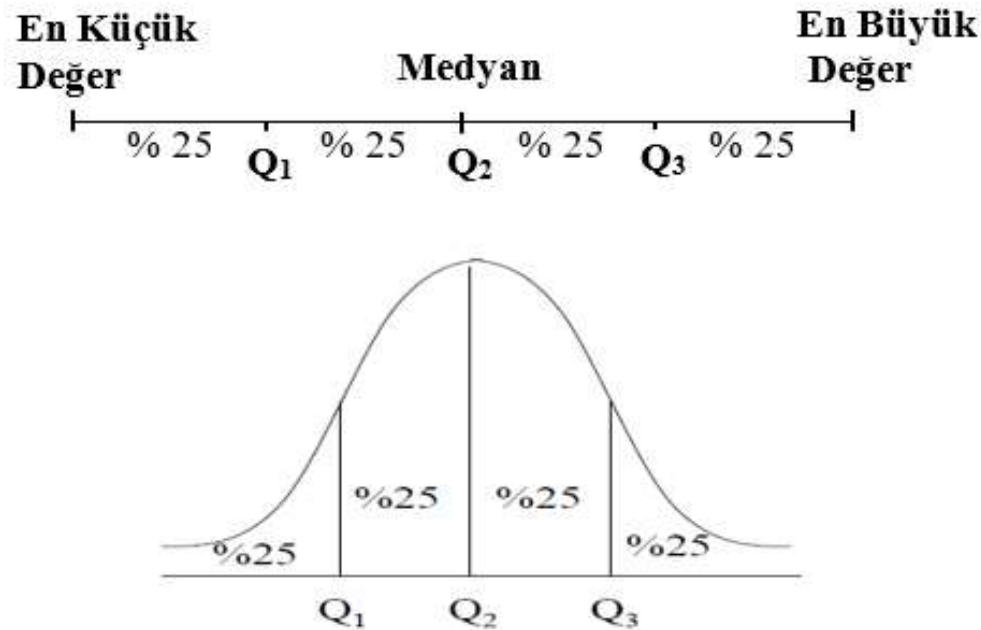 En Küçük
Değer
Medyan
En Büyük
Değer
% 25 % 25 % 25 % 25
Q₁ Q₂ Q₃
%25 %25
%25 %25
Q₁ Q₂ Q₃